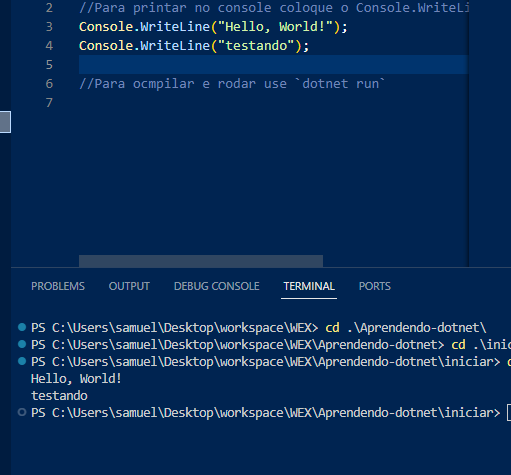 2 //Para printar no console coloque o Console.WriteLi
3 Console.WriteLine("Hello, World!");
4 Console.WriteLine("testando");
5
6 //Para ocmpilar e rodar use `dotnet run`
7
PROBLEMS OUTPUT DEBUG CONSOLE TERMINAL PORTS
PS C:\Users\samuel\Desktop\workspace\WEX> cd .\Aprendendo-dotnet\
PS C:\Users\samuel\Desktop\workspace\WEX\Aprendendo-dotnet> cd .\inic
PS C:\Users\samuel\Desktop\workspace\WEX\Aprendendo-dotnet\iniciar>
Hello, World!
testando
PS C:\Users\samuel\Desktop\workspace\WEX\Aprendendo-dotnet\iniciar>